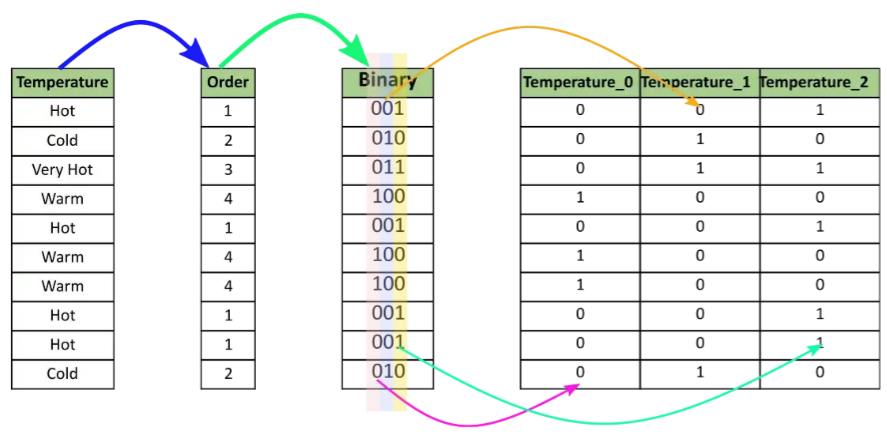 Temperature Order Binary Temperature_0 Temperature_1 Temperature_2
Hot 1 001 0 0 1
Cold 2 010 0 1 0
Very Hot 3 011 0 1 1
Warm 4 100 1 0 0
Hot 1 001 0 0 1
Warm 4 100 1 0 0
Warm 4 100 1 0 0
Hot 1 001 0 0 1
Hot 1 001 0 0 1
Cold 2 010 0 1 0